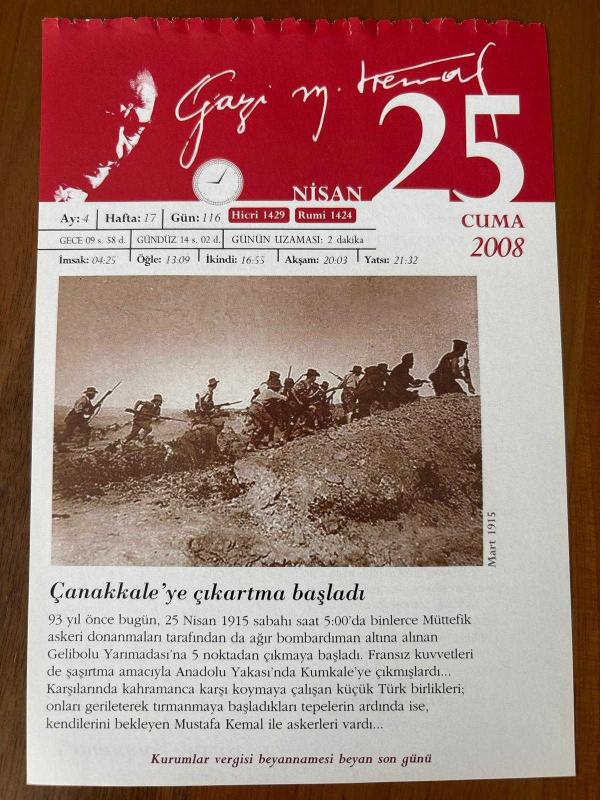 Gazi M. Kemal
25
NİSAN
CUMA
2008
Ay: 4 Hafta: 17 Gün: 116 Hicri 1429 Rumi 1424
GECE 09 s. 58 d. GÜNDÜZ 14 s. 02 d. GÜNÜN UZAMASI: 2 dakika
İmsak: 04:25 Öğle: 13:09 İkindi: 16:55 Akşam: 20:03 Yatsı: 21:32
Mart 1915
Çanakkale'ye çıkartma başladı
93 yıl önce bugün, 25 Nisan 1915 sabahı saat 5:00'da binlerce Müttefik
askeri donanmaları tarafından da ağır bombardıman altına alınan
Gelibolu Yarımadası'na 5 noktadan çıkmaya başladı. Fransız kuvvetleri
de şaşırtma amacıyla Anadolu Yakası'nda Kumkale'ye çıkmışlardı...
Karşılarında kahramanca karşı koymaya çalışan küçük Türk birlikleri;
onları gerileterek tırmanmaya başladıkları tepelerin ardında ise,
kendilerini bekleyen Mustafa Kemal ile askerleri vardı...
Kurumlar vergisi beyannamesi beyan son günü